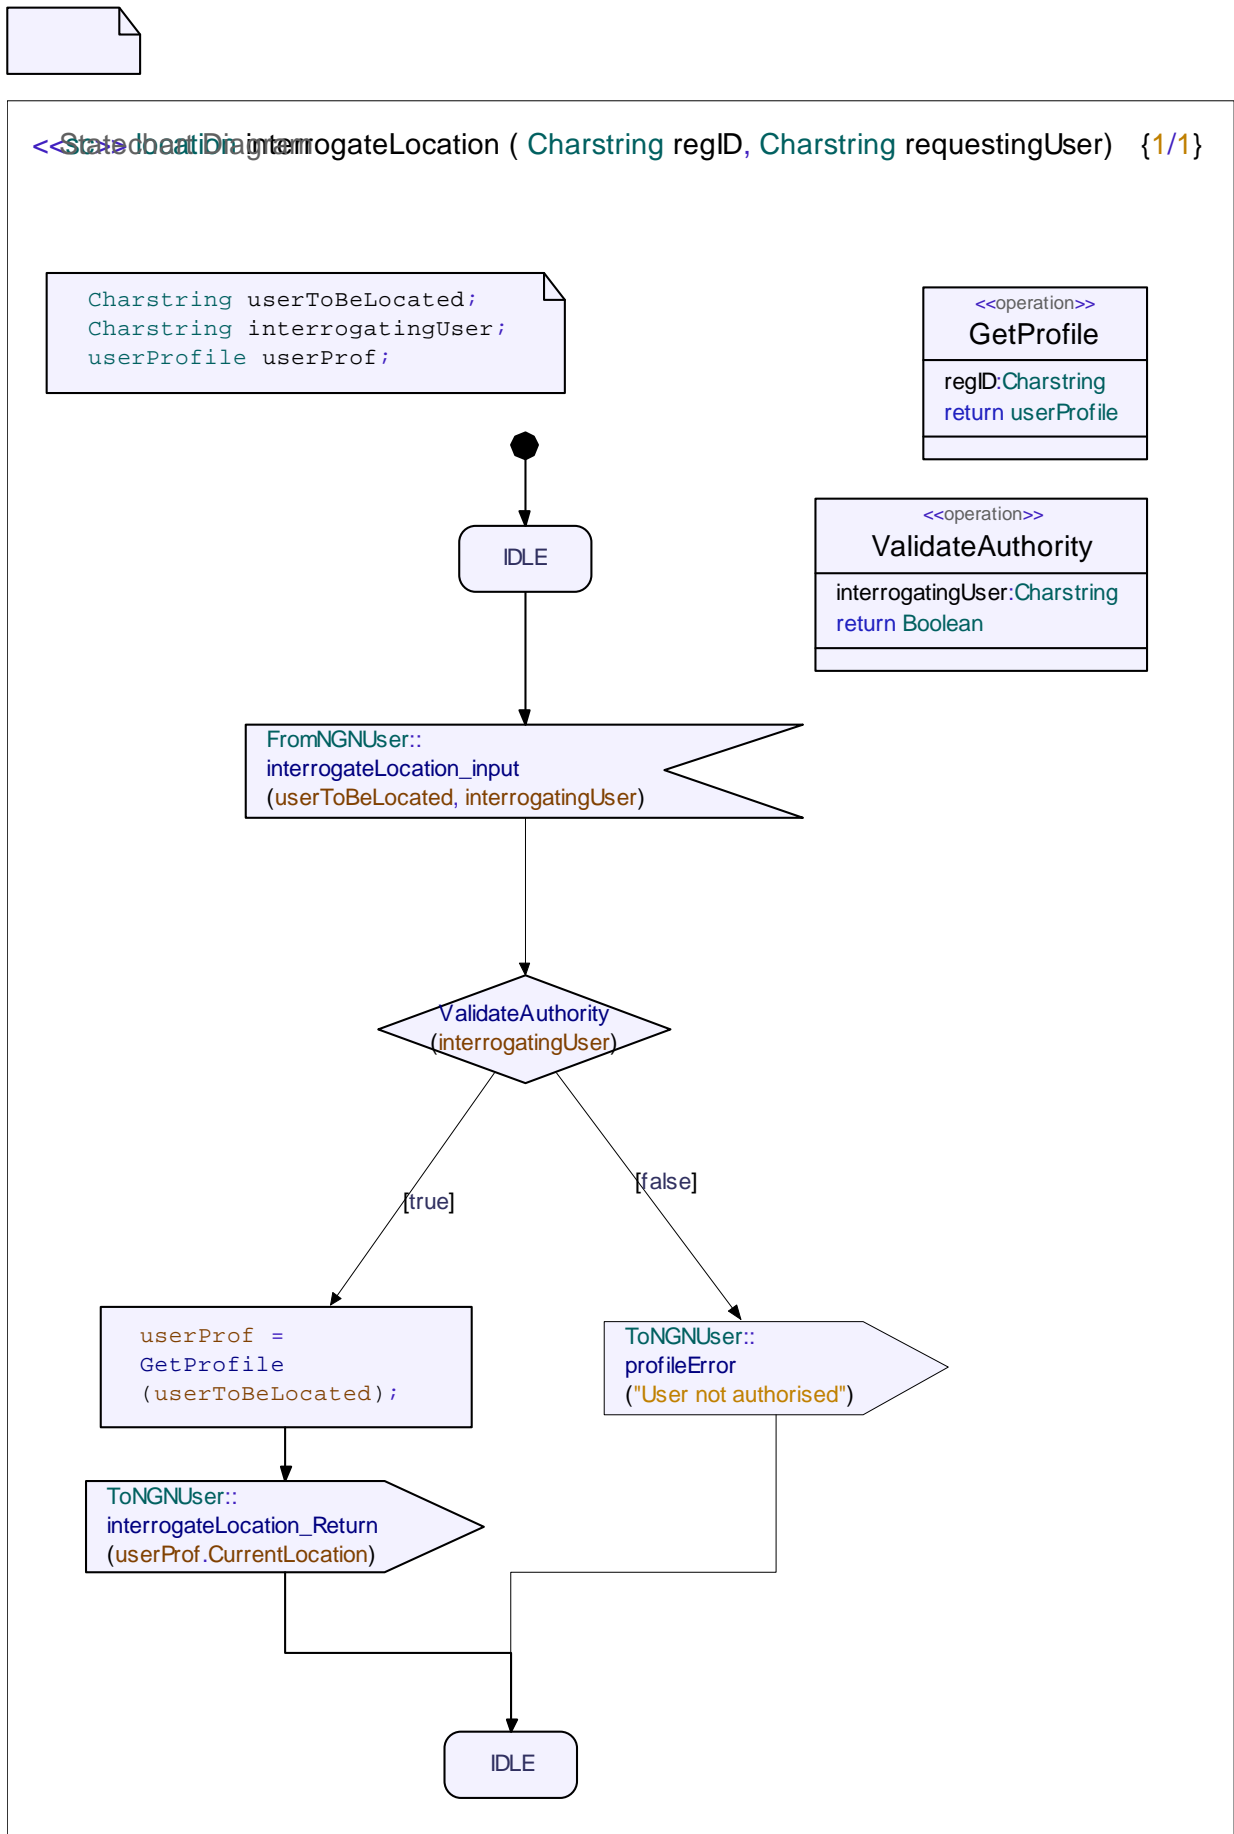 interrogateLocation ( Charstring regID, Charstring requestingUser) {1/1}
Charstring userToBeLocated;
Charstring interrogatingUser;
userProfile userProf;
<<operation>>
GetProfile
regID:Charstring
return userProfile
<<operation>>
ValidateAuthority
interrogatingUser:Charstring
return Boolean
IDLE
FromNGNUser::
interrogateLocation_input
(userToBeLocated, interrogatingUser)
ValidateAuthority
(interrogatingUser)
[true]
[false]
userProf =
GetProfile
(userToBeLocated);
ToNGNUser::
profileError
("User not authorised")
ToNGNUser::
interrogateLocation_Return
(userProf.CurrentLocation)
IDLE